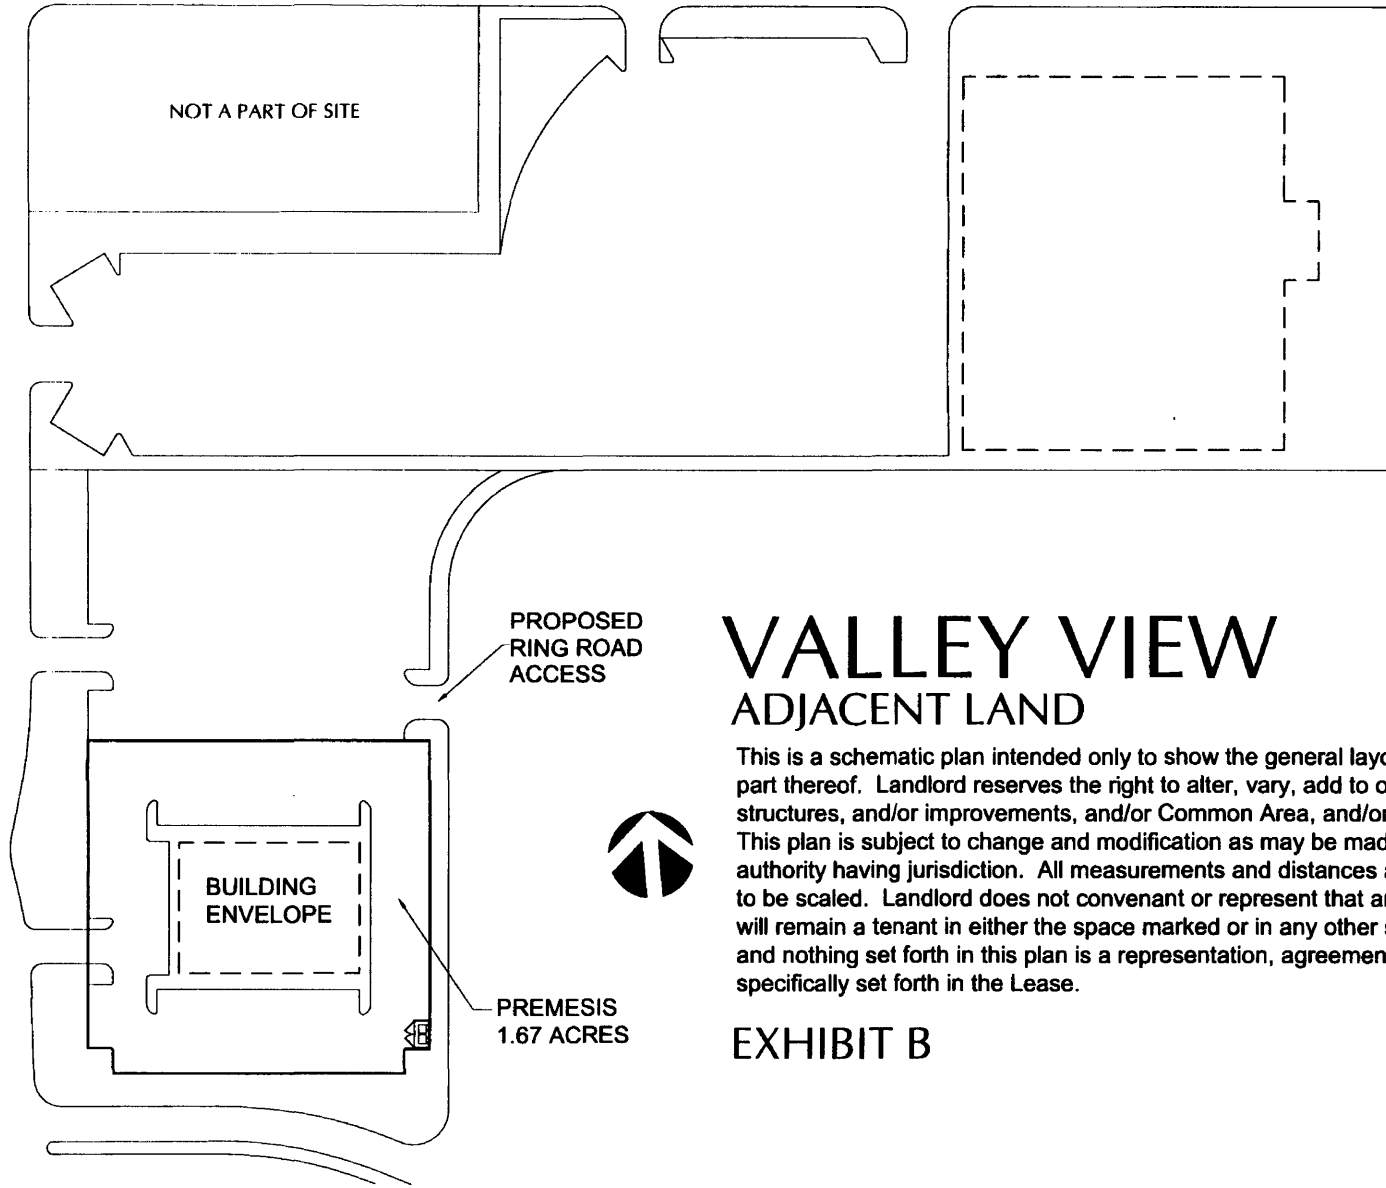 NOT A PART OF SITE
PROPOSED
RING ROAD
ACCESS
VALLEY VIEW
ADJACENT LAND
This is a schematic plan intended only to show the general
part thereof. Landlord reserves the right to alter, vary, add to
structures, and/or improvements, and/or Common Area, and/or
This plan is subject to change and modification as may be
authority having jurisdiction. All measurements and distances
to be scaled. Landlord does not convenant or represent that
will remain a tenant in either the space marked or in any other
and nothing set forth in this plan is a representation,
specifically set forth in the Lease.
BUILDING
ENVELOPE
PREMESIS
1.67 ACRES
EXHIBIT B